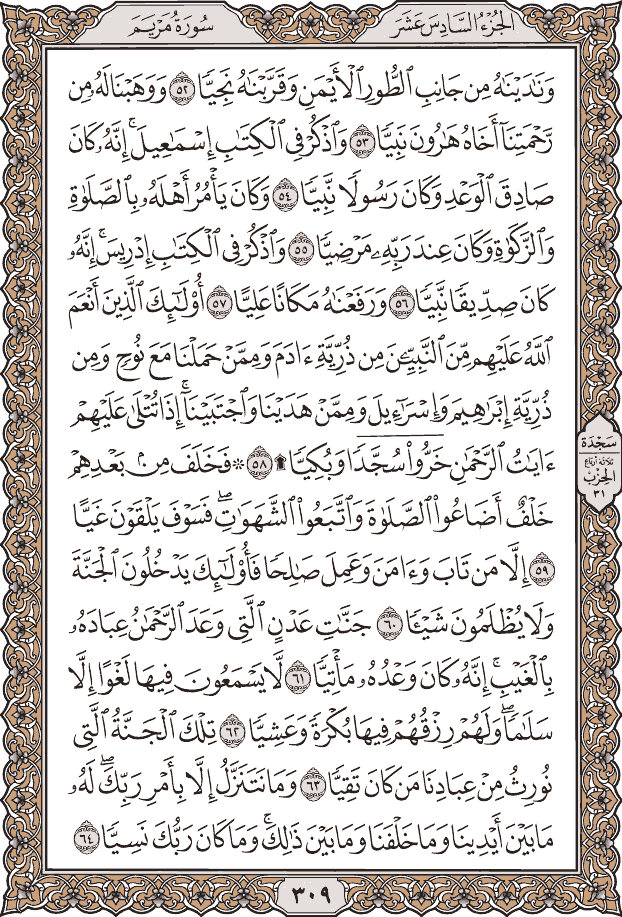 سُورَةُ مَرْيَم
الجُزْءُ السَّادِسَ عَشَرَ
وَنَٰدَيْنَٰهُ مِن جَانِبِ ٱلطُّورِ ٱلْأَيْمَنِ وَقَرَّبْنَٰهُ نَجِيًّا ٥٢ وَوَهَبْنَا لَهُۥ مِن
رَّحْمَتِنَآ أَخَاهُ هَٰرُونَ نَبِيًّا ٥٣ وَٱذْكُرْ فِى ٱلْكِتَٰبِ إِسْمَٰعِيلَ ۚ إِنَّهُۥ كَانَ
صَادِقَ ٱلْوَعْدِ وَكَانَ رَسُولًا نَّبِيًّا ٥٤ وَكَانَ يَأْمُرُ أَهْلَهُۥ بِٱلصَّلَوٰةِ
وَٱلزَّكَوٰةِ وَكَانَ عِندَ رَبِّهِۦ مَرْضِيًّا ٥٥ وَٱذْكُرْ فِى ٱلْكِتَٰبِ إِدْرِيسَ ۚ إِنَّهُۥ
كَانَ صِدِّيقًا نَّبِيًّا ٥٦ وَرَفَعْنَٰهُ مَكَانًا عَلِيًّا ٥٧ أُو۟لَٰٓئِكَ ٱلَّذِينَ أَنْعَمَ
ٱللَّهُ عَلَيْهِم مِّنَ ٱلنَّبِيِّـۧنَ مِن ذُرِّيَّةِ ءَادَمَ وَمِمَّنْ حَمَلْنَا مَعَ نُوحٍ وَمِن
ذُرِّيَّةِ إِبْرَٰهِيمَ وَإِسْرَٰٓءِيلَ وَمِمَّنْ هَدَيْنَا وَٱجْتَبَيْنَآ ۚ إِذَا تُتْلَىٰ عَلَيْهِمْ
ءَايَٰتُ ٱلرَّحْمَٰنِ خَرُّوا۟ سُجَّدًا وَبُكِيًّا ۩ ٥٨ ۞ فَخَلَفَ مِنۢ بَعْدِهِمْ
خَلْفٌ أَضَاعُوا۟ ٱلصَّلَوٰةَ وَٱتَّبَعُوا۟ ٱلشَّهَوَٰتِ ۖ فَسَوْفَ يَلْقَوْنَ غَيًّا
٥٩ إِلَّا مَن تَابَ وَءَامَنَ وَعَمِلَ صَٰلِحًا فَأُو۟لَٰٓئِكَ يَدْخُلُونَ ٱلْجَنَّةَ
وَلَا يُظْلَمُونَ شَيْـًٔا ٦٠ جَنَّٰتِ عَدْنٍ ٱلَّتِى وَعَدَ ٱلرَّحْمَٰنُ عِبَادَهُۥ
بِٱلْغَيْبِ ۚ إِنَّهُۥ كَانَ وَعْدُهُۥ مَأْتِيًّا ٦١ لَّا يَسْمَعُونَ فِيهَا لَغْوًا إِلَّا
سَلَٰمًا ۖ وَلَهُمْ رِزْقُهُمْ فِيهَا بُكْرَةً وَعَشِيًّا ٦٢ تِلْكَ ٱلْجَنَّةُ ٱلَّتِى
نُورِثُ مِنْ عِبَادِنَا مَن كَانَ تَقِيًّا ٦٣ وَمَا نَتَنَزَّلُ إِلَّا بِأَمْرِ رَبِّكَ ۖ لَهُۥ
مَا بَيْنَ أَيْدِينَا وَمَا خَلْفَنَا وَمَا بَيْنَ ذَٰلِكَ ۚ وَمَا كَانَ رَبُّكَ نَسِيًّا ٦٤
سَجْدَة
ثلاثة أرباع
الحزب
٣١
٣٠٩